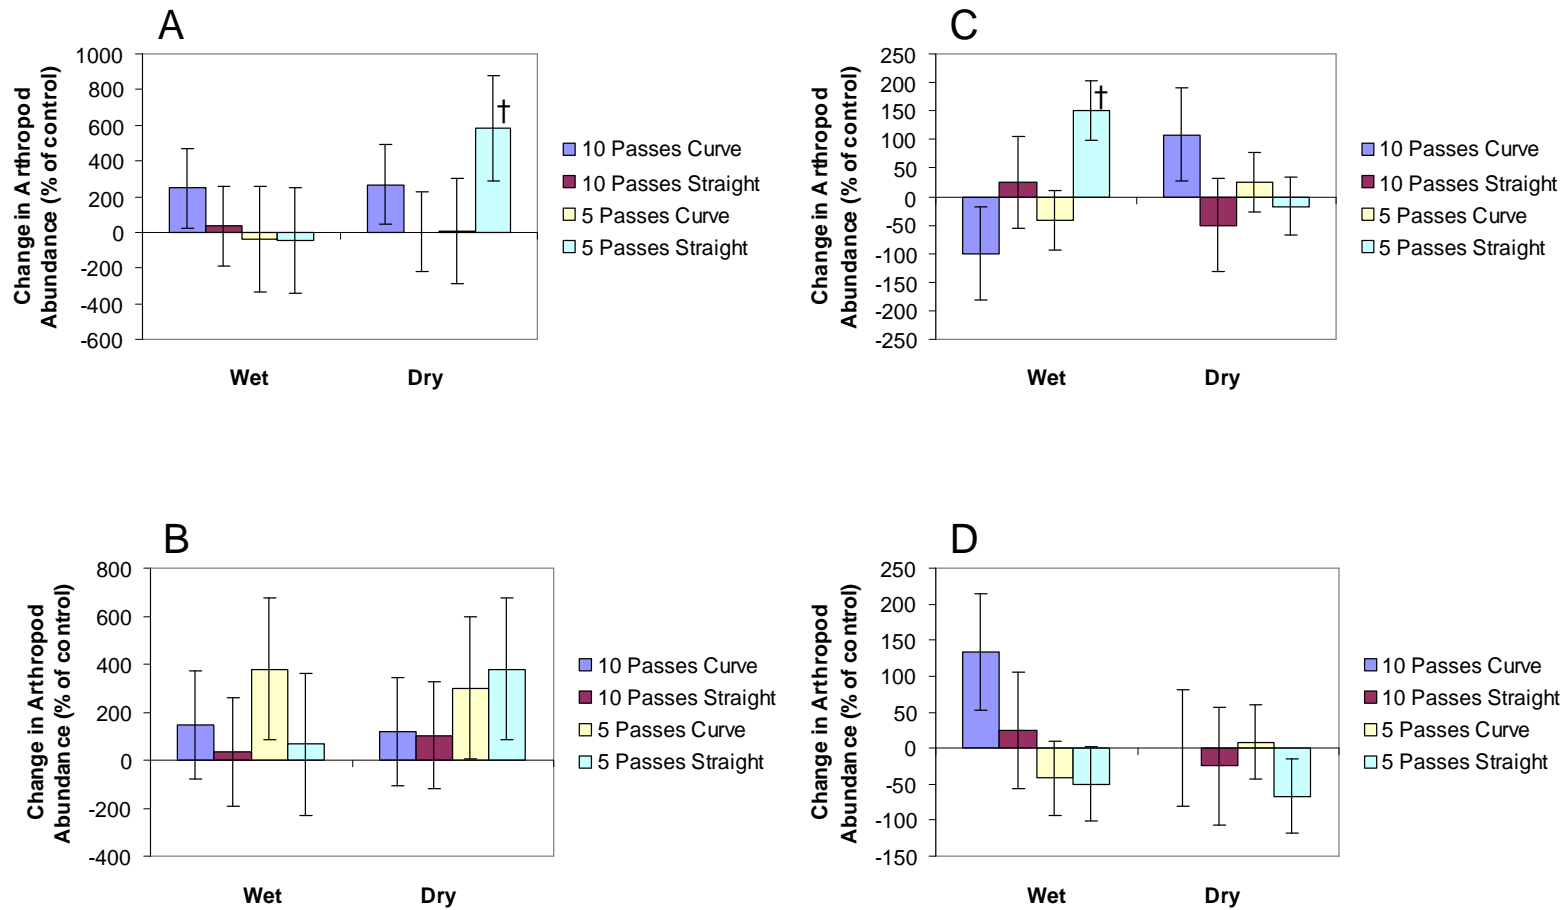 A
1000
800
600
400
200
0
-200
-400
-600
Change in Arthropod
Abundance (% of control)
†
Wet
Dry
10 Passes Curve
10 Passes Straight
5 Passes Curve
5 Passes Straight
C
250
200
150
100
50
0
-50
-100
-150
-200
-250
Change in Arthropod
Abundance (% of control)
†
Wet
Dry
10 Passes Curve
10 Passes Straight
5 Passes Curve
5 Passes Straight
B
800
600
400
200
0
-200
-400
Change in Arthropod
Abundance (% of control)
Wet
Dry
10 Passes Curve
10 Passes Straight
5 Passes Curve
5 Passes Straight
D
250
200
150
100
50
0
-50
-100
-150
Change in Arthropod
Abundance (% of control)
Wet
Dry
10 Passes Curve
10 Passes Straight
5 Passes Curve
5 Passes Straight